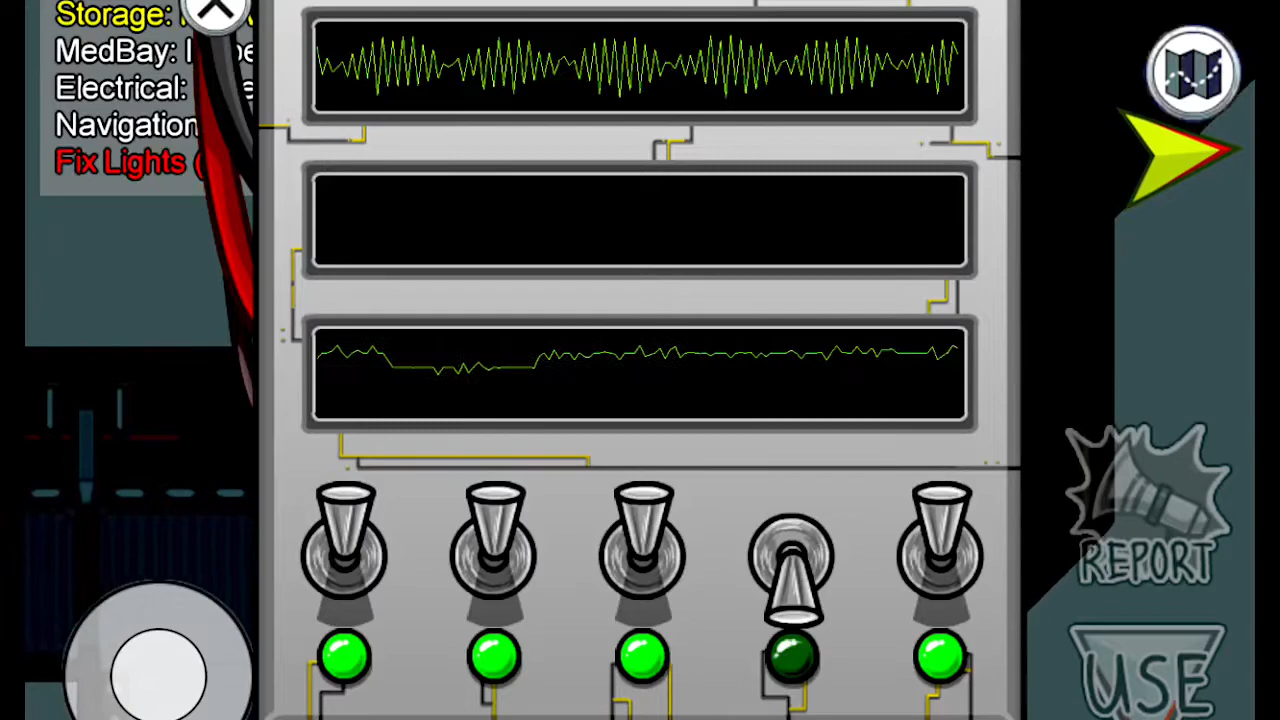 Storage:
MedBay:
Electrical:
Navigation
Fix Lights (
REPORT
USE